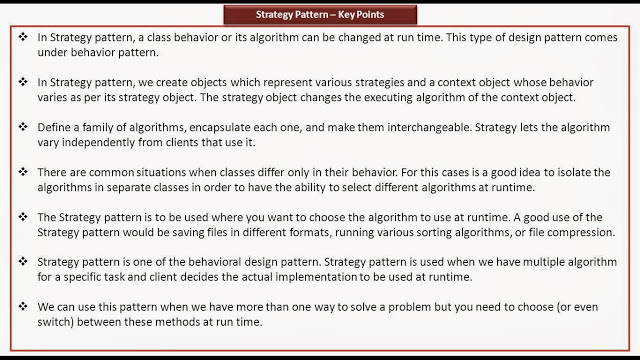 Strategy Pattern – Key Points
❖ In Strategy pattern, a class behavior or its algorithm can be changed at run time. This type of design pattern comes
under behavior pattern.
❖ In Strategy pattern, we create objects which represent various strategies and a context object whose behavior
varies as per its strategy object. The strategy object changes the executing algorithm of the context object.
❖ Define a family of algorithms, encapsulate each one, and make them interchangeable. Strategy lets the algorithm
vary independently from clients that use it.
❖ There are common situations when classes differ only in their behavior. For this cases is a good idea to isolate the
algorithms in separate classes in order to have the ability to select different algorithms at runtime.
❖ The Strategy pattern is to be used where you want to choose the algorithm to use at runtime. A good use of the
Strategy pattern would be saving files in different formats, running various sorting algorithms, or file compression.
❖ Strategy pattern is one of the behavioral design pattern. Strategy pattern is used when we have multiple algorithm
for a specific task and client decides the actual implementation to be used at runtime.
❖ We can use this pattern when we have more than one way to solve a problem but you need to choose (or even
switch) between these methods at run time.